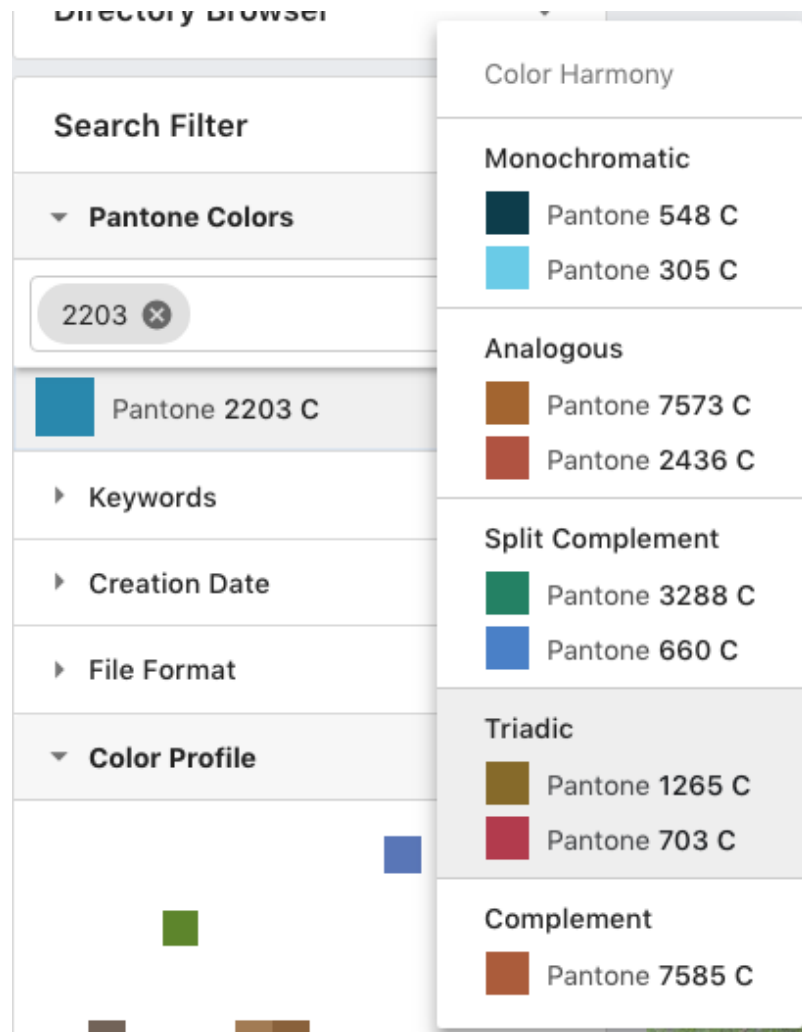 Directory Browser
Search Filter
Pantone Colors
2203
Pantone 2203 C
Keywords
Creation Date
File Format
Color Profile
Color Harmony
Monochromatic
Pantone 548 C
Pantone 305 C
Analogous
Pantone 7573 C
Pantone 2436 C
Split Complement
Pantone 3288 C
Pantone 660 C
Triadic
Pantone 1265 C
Pantone 703 C
Complement
Pantone 7585 C